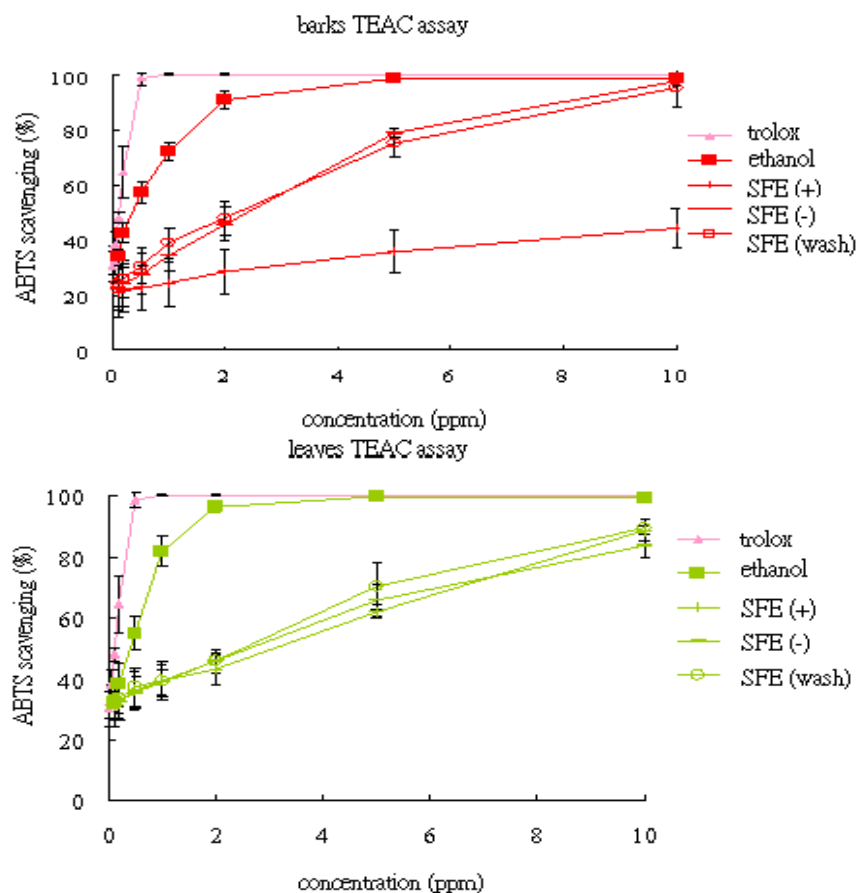 barks TEAC assay
100
80
60
40
20
0
ABTS scavenging (%)
0 2 4 6 8 10
concentration (ppm)
trolox
ethanol
SFE (+)
SFE (-)
SFE (wash)
leaves TEAC assay
100
80
60
40
20
0
ABTS scavenging (%)
0 2 4 6 8 10
concentration (ppm)
trolox
ethanol
SFE (+)
SFE (-)
SFE (wash)